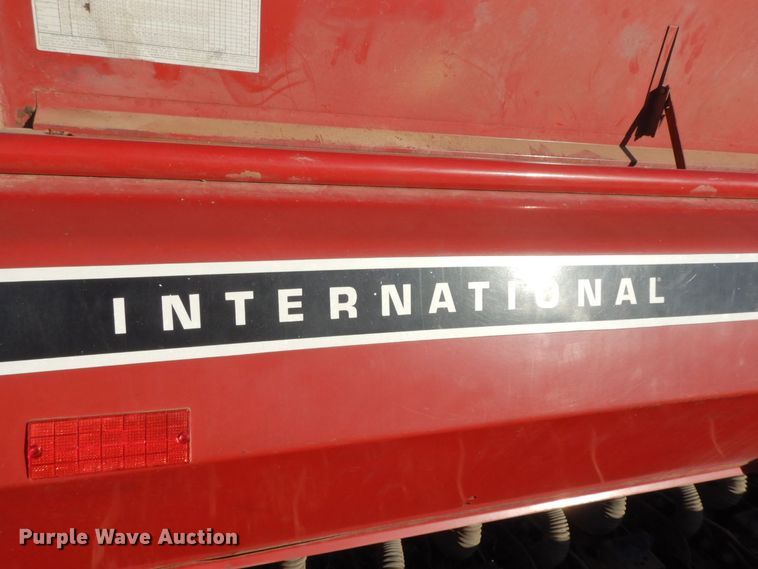 INTERNATIONAL
Purple Wave Auction